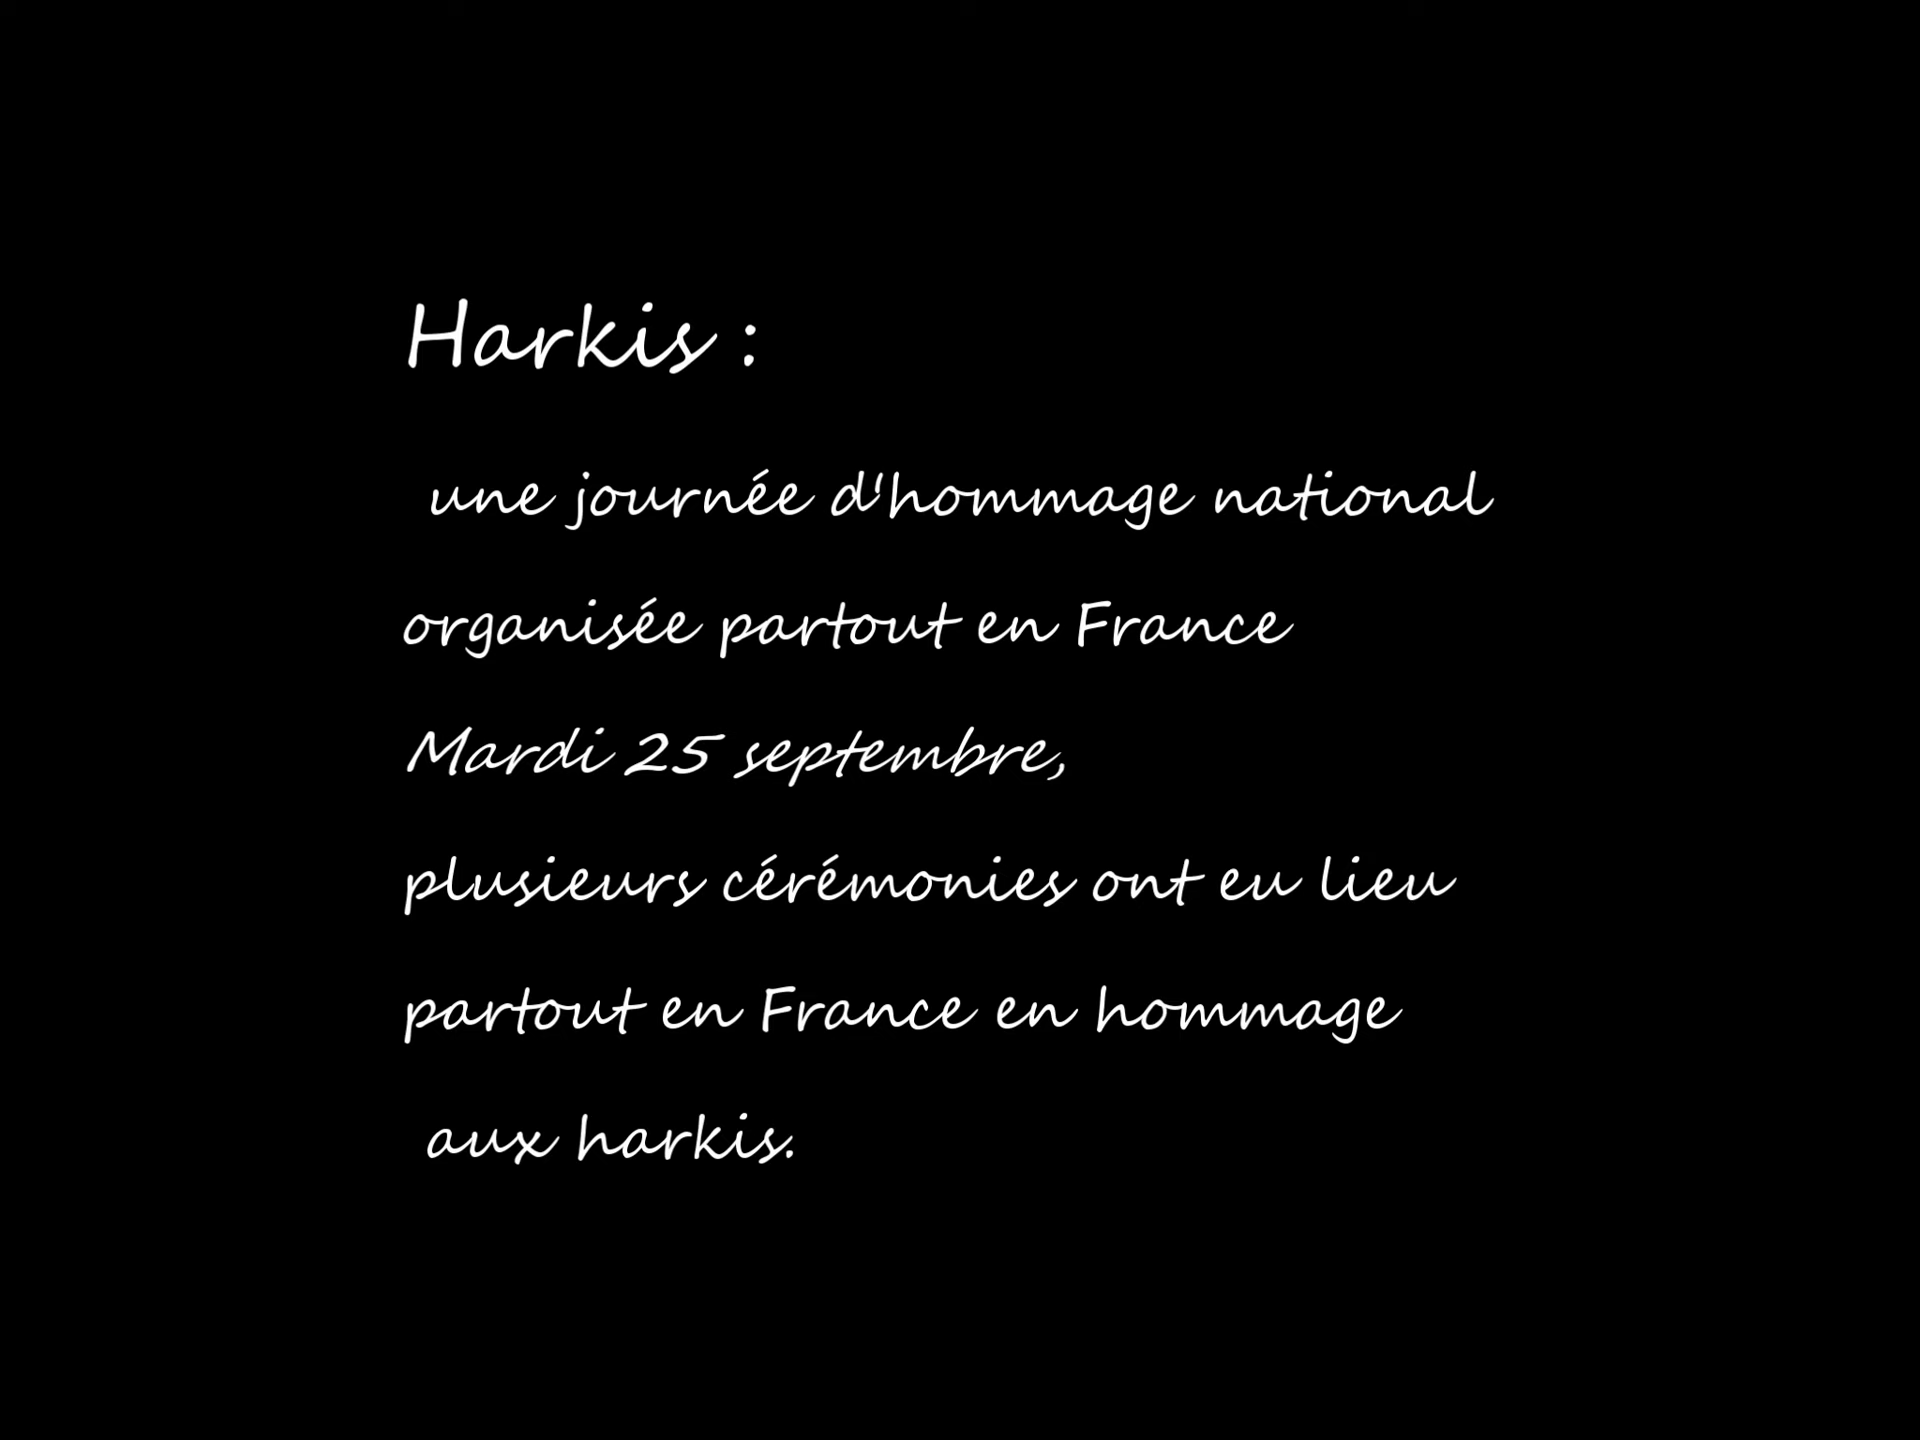 Harkis :
une journée d'hommage national
organisée partout en France
Mardi 25 septembre,
plusieurs cérémonies ont eu lieu
partout en France en hommage
aux harkis.